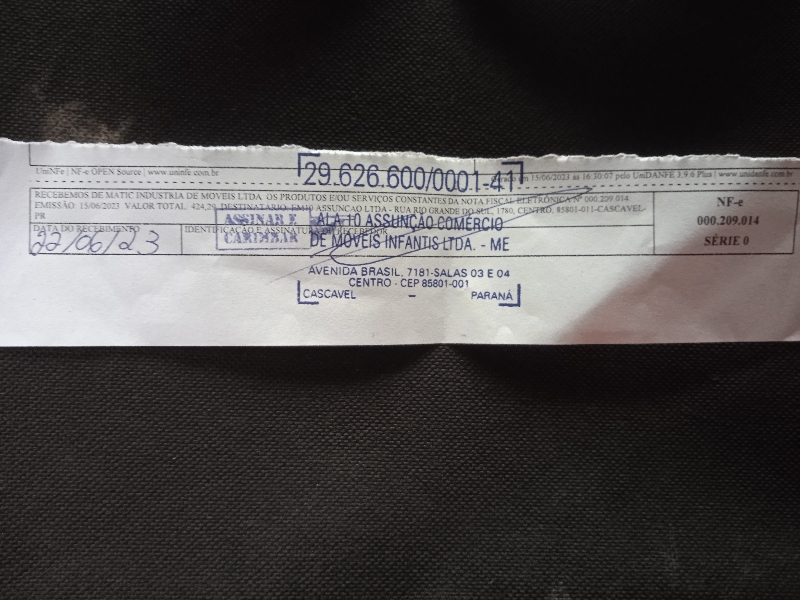 29.626.600/0001-41
UniNFe | NF-e OPEN Source | www.uninfe.com.br
em 15/06/2023 as 16:30:07 pelo UniDANFE 3.9.6 Plus | www.unidanfe.com.br
RECEBEMOS DE MATIC INDUSTRIA DE MOVEIS LTDA. OS PRODUTOS E/OU SERVIÇOS CONSTANTES DA NOTA FISCAL ELETRÔNICA Nº 000.209.014
EMISSÃO: 15/06/2023 VALOR TOTAL: 424,29 DESTINATÁRIO: ASSUNCAO LTDA - RUA RIO GRANDE DO SUL, 1780, CENTRO, 85801-011-CASCAVEL-
PR
NF-e
000.209.014
SÉRIE 0
ASSINAR E
CARIMBAR
ALA 10 ASSUNÇÃO COMÉRCIO
DE MÓVEIS INFANTIS LTDA. - ME
DATA DO RECEBIMENTO
22/06/23
IDENTIFICAÇÃO E ASSINATURA DO RECEBEDOR
AVENIDA BRASIL, 7181-SALAS 03 E 04
CENTRO - CEP 85801-001
CASCAVEL - PARANÁ